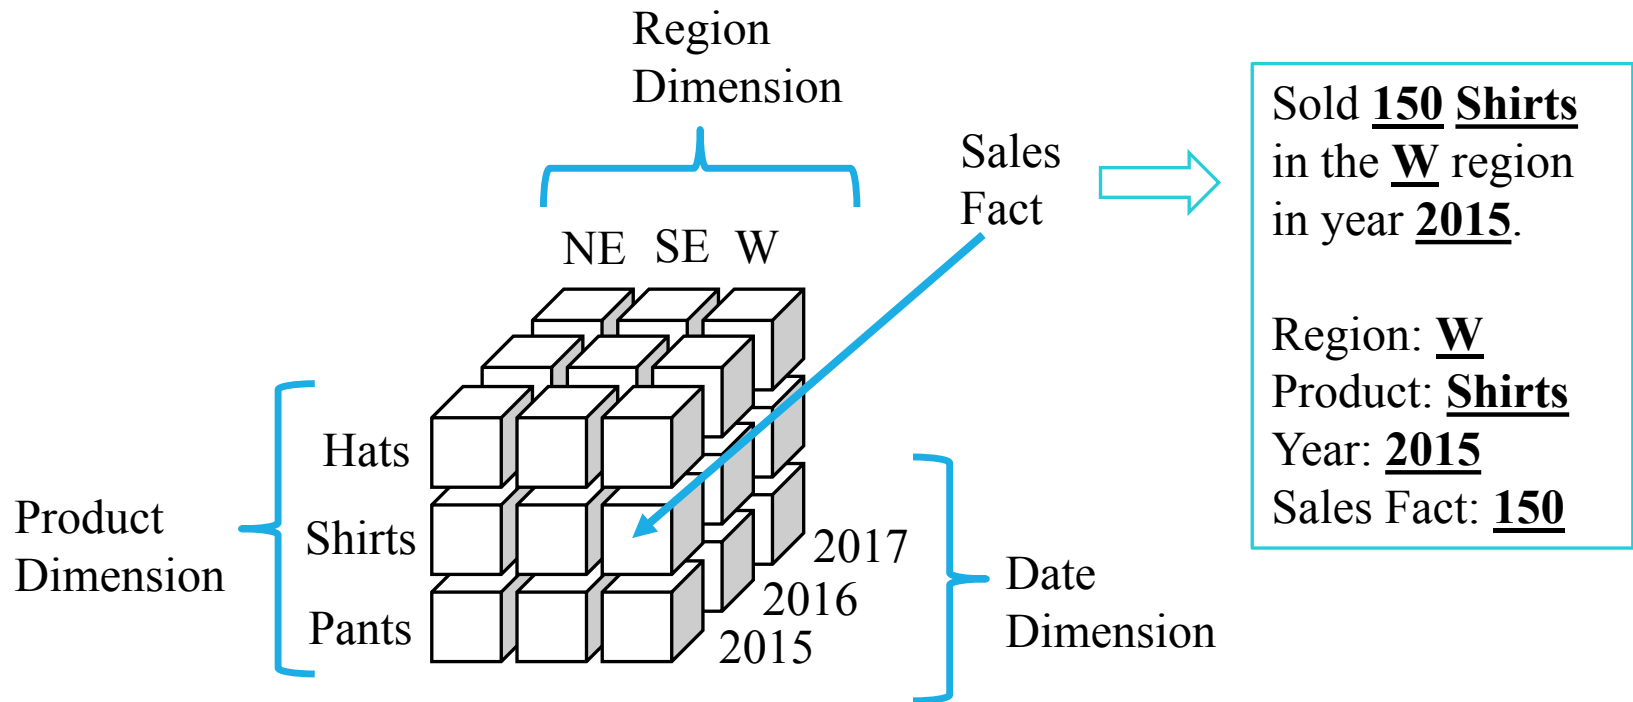 Region
Dimension
Sales
Fact
Sold 150 Shirts
in the W region
in year 2015.
Region: W
Product: Shirts
Year: 2015
Sales Fact: 150
NE SE W
Hats
Shirts
Pants
Product
Dimension
2017
2016
2015
Date
Dimension